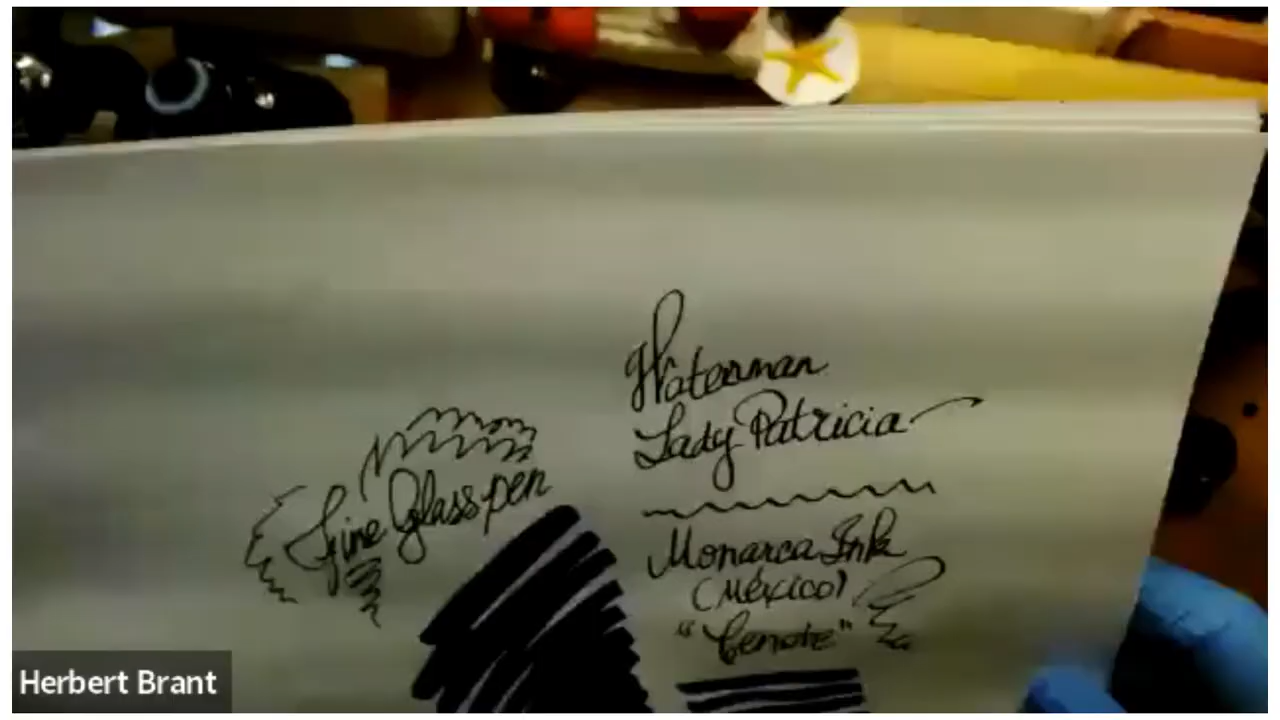 Waterman
Lady Patricia
Fine Glass pen
Monarca Ink
(México)
"Cenote"
Herbert Brant